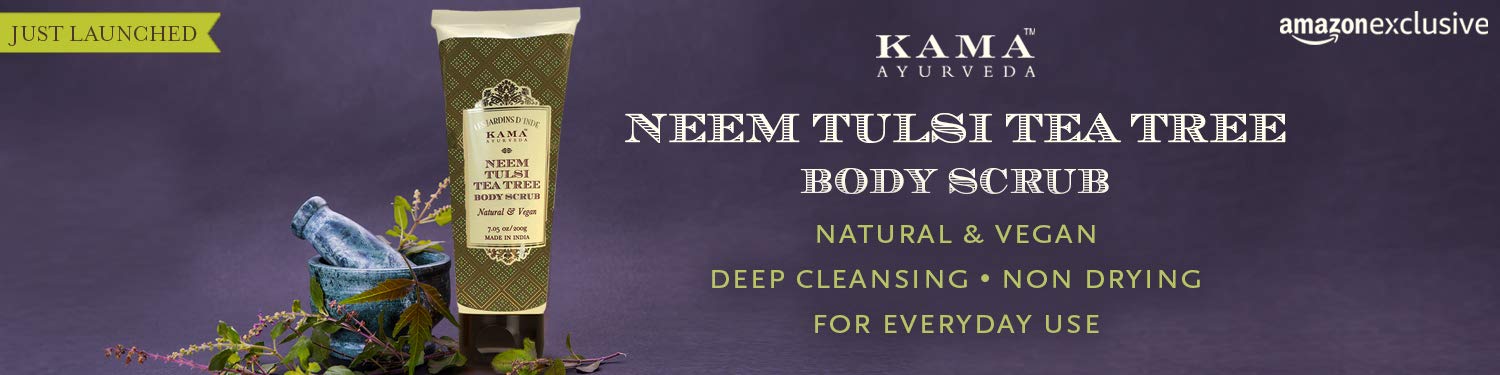 JUST LAUNCHED
KAMA™
AYURVEDA
amazonexclusive
NEEM TULSI TEA TREE
BODY SCRUB
NATURAL & VEGAN
DEEP CLEANSING • NON DRYING
FOR EVERYDAY USE
LES JARDINS D'INDE
KAMA™
AYURVEDA
NEEM
TULSI
TEA TREE
BODY SCRUB
Natural & Vegan
7.05 oz/200g
MADE IN INDIA